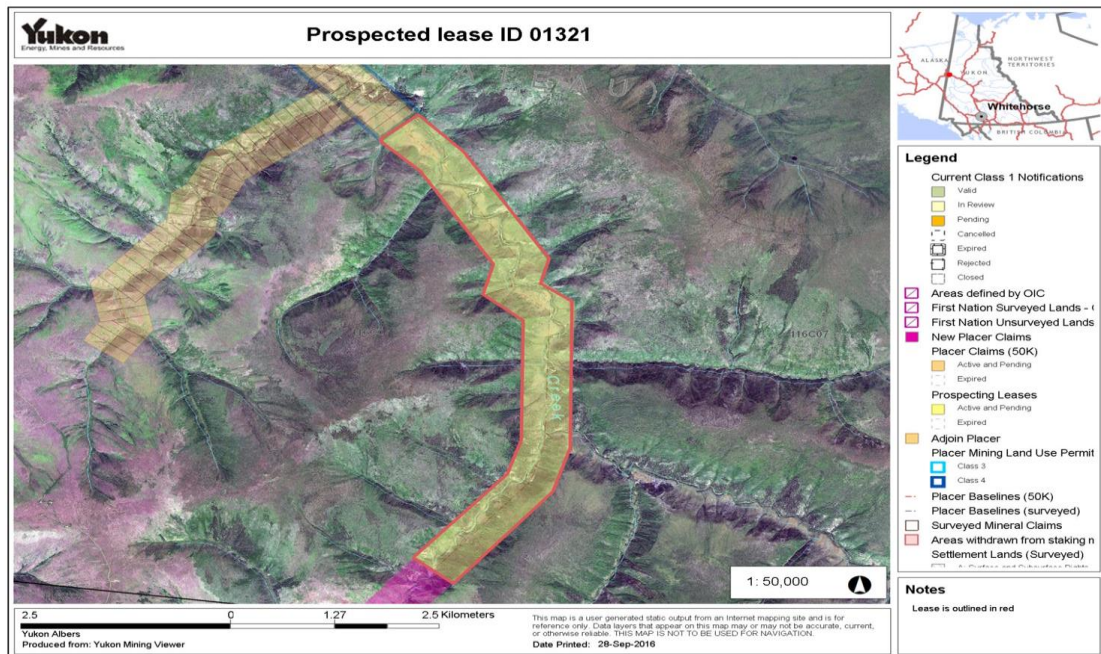 Yukon
Energy, Mines and Resources
Prospected lease ID 01321
ALASKA
YUKON
NORTHWEST
TERRITORIES
Whitehorse
BRITISH COLUMBIA
116C07
Creek
1: 50,000
Legend
Current Class 1 Notifications
Valid
In Review
Pending
Cancelled
Expired
Rejected
Closed
Areas defined by OIC
First Nation Surveyed Lands - (
First Nation Unsurveyed Lands
New Placer Claims
Placer Claims (50K)
Active and Pending
Expired
Prospecting Leases
Active and Pending
Expired
Adjoin Placer
Placer Mining Land Use Permit
Class 3
Class 4
Placer Baselines (50K)
Placer Baselines (surveyed)
Surveyed Mineral Claims
Areas withdrawn from staking n
Settlement Lands (Surveyed)
Notes
Lease is outlined in red
2.5 0 1.27 2.5 Kilometers
Yukon Albers
Produced from: Yukon Mining Viewer
This map is a user generated static output from an Internet mapping site and is for
reference only. Data layers that appear on this map may or may not be accurate, current,
or otherwise reliable. THIS MAP IS NOT TO BE USED FOR NAVIGATION.
Date Printed: 28-Sep-2016